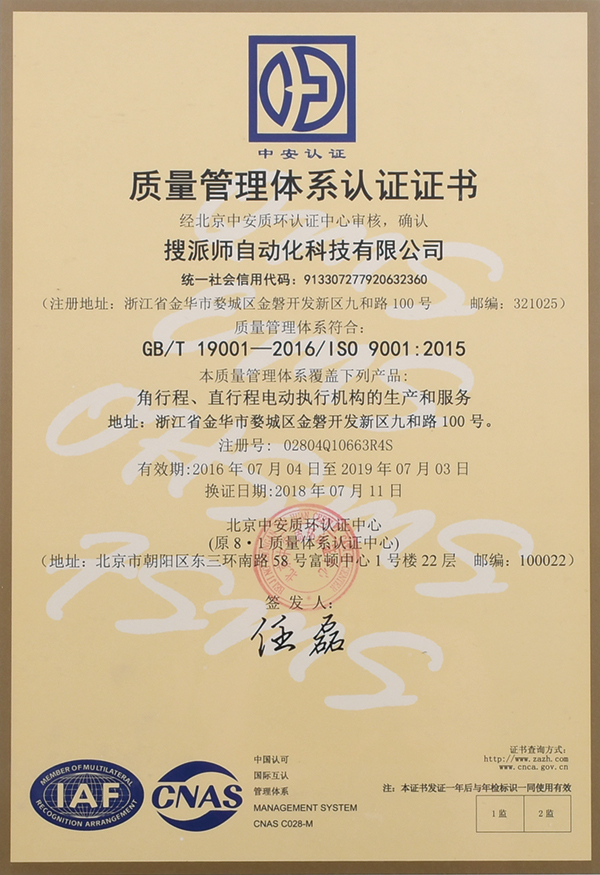 中安认证
质量管理体系认证证书
经北京中安质环认证中心审核，确认
搜派师自动化科技有限公司
统一社会信用代码：913307277920632360
（注册地址：浙江省金华市婺城区金磐开发新区九和路100号 邮编：321025）
质量管理体系符合：
GB/T 19001—2016/ISO 9001:2015
本质量管理体系覆盖下列产品：
角行程、直行程电动执行机构的生产和服务
地址：浙江省金华市婺城区金磐开发新区九和路100号。
注册号：02804Q10663R4S
有效期:2016年07月04日至2019年07月03日
换证日期:2018年07月11日
北京中安质环认证中心
(原8·1质量体系认证中心)
（地址：北京市朝阳区东三环南路58号富顿中心1号楼22层 邮编：100022）
签发人：
任磊
MEMBER OF MULTILATERAL
IAF
RECOGNITION ARRANGEMENT
CNAS
中国认可
国际互认
管理体系
MANAGEMENT SYSTEM
CNAS C028-M
证书查询方式：
http://www.zazh.com
www.cnca.gov.cn
注：本证书发证一年后与年检标识一同使用有效
1监 2监